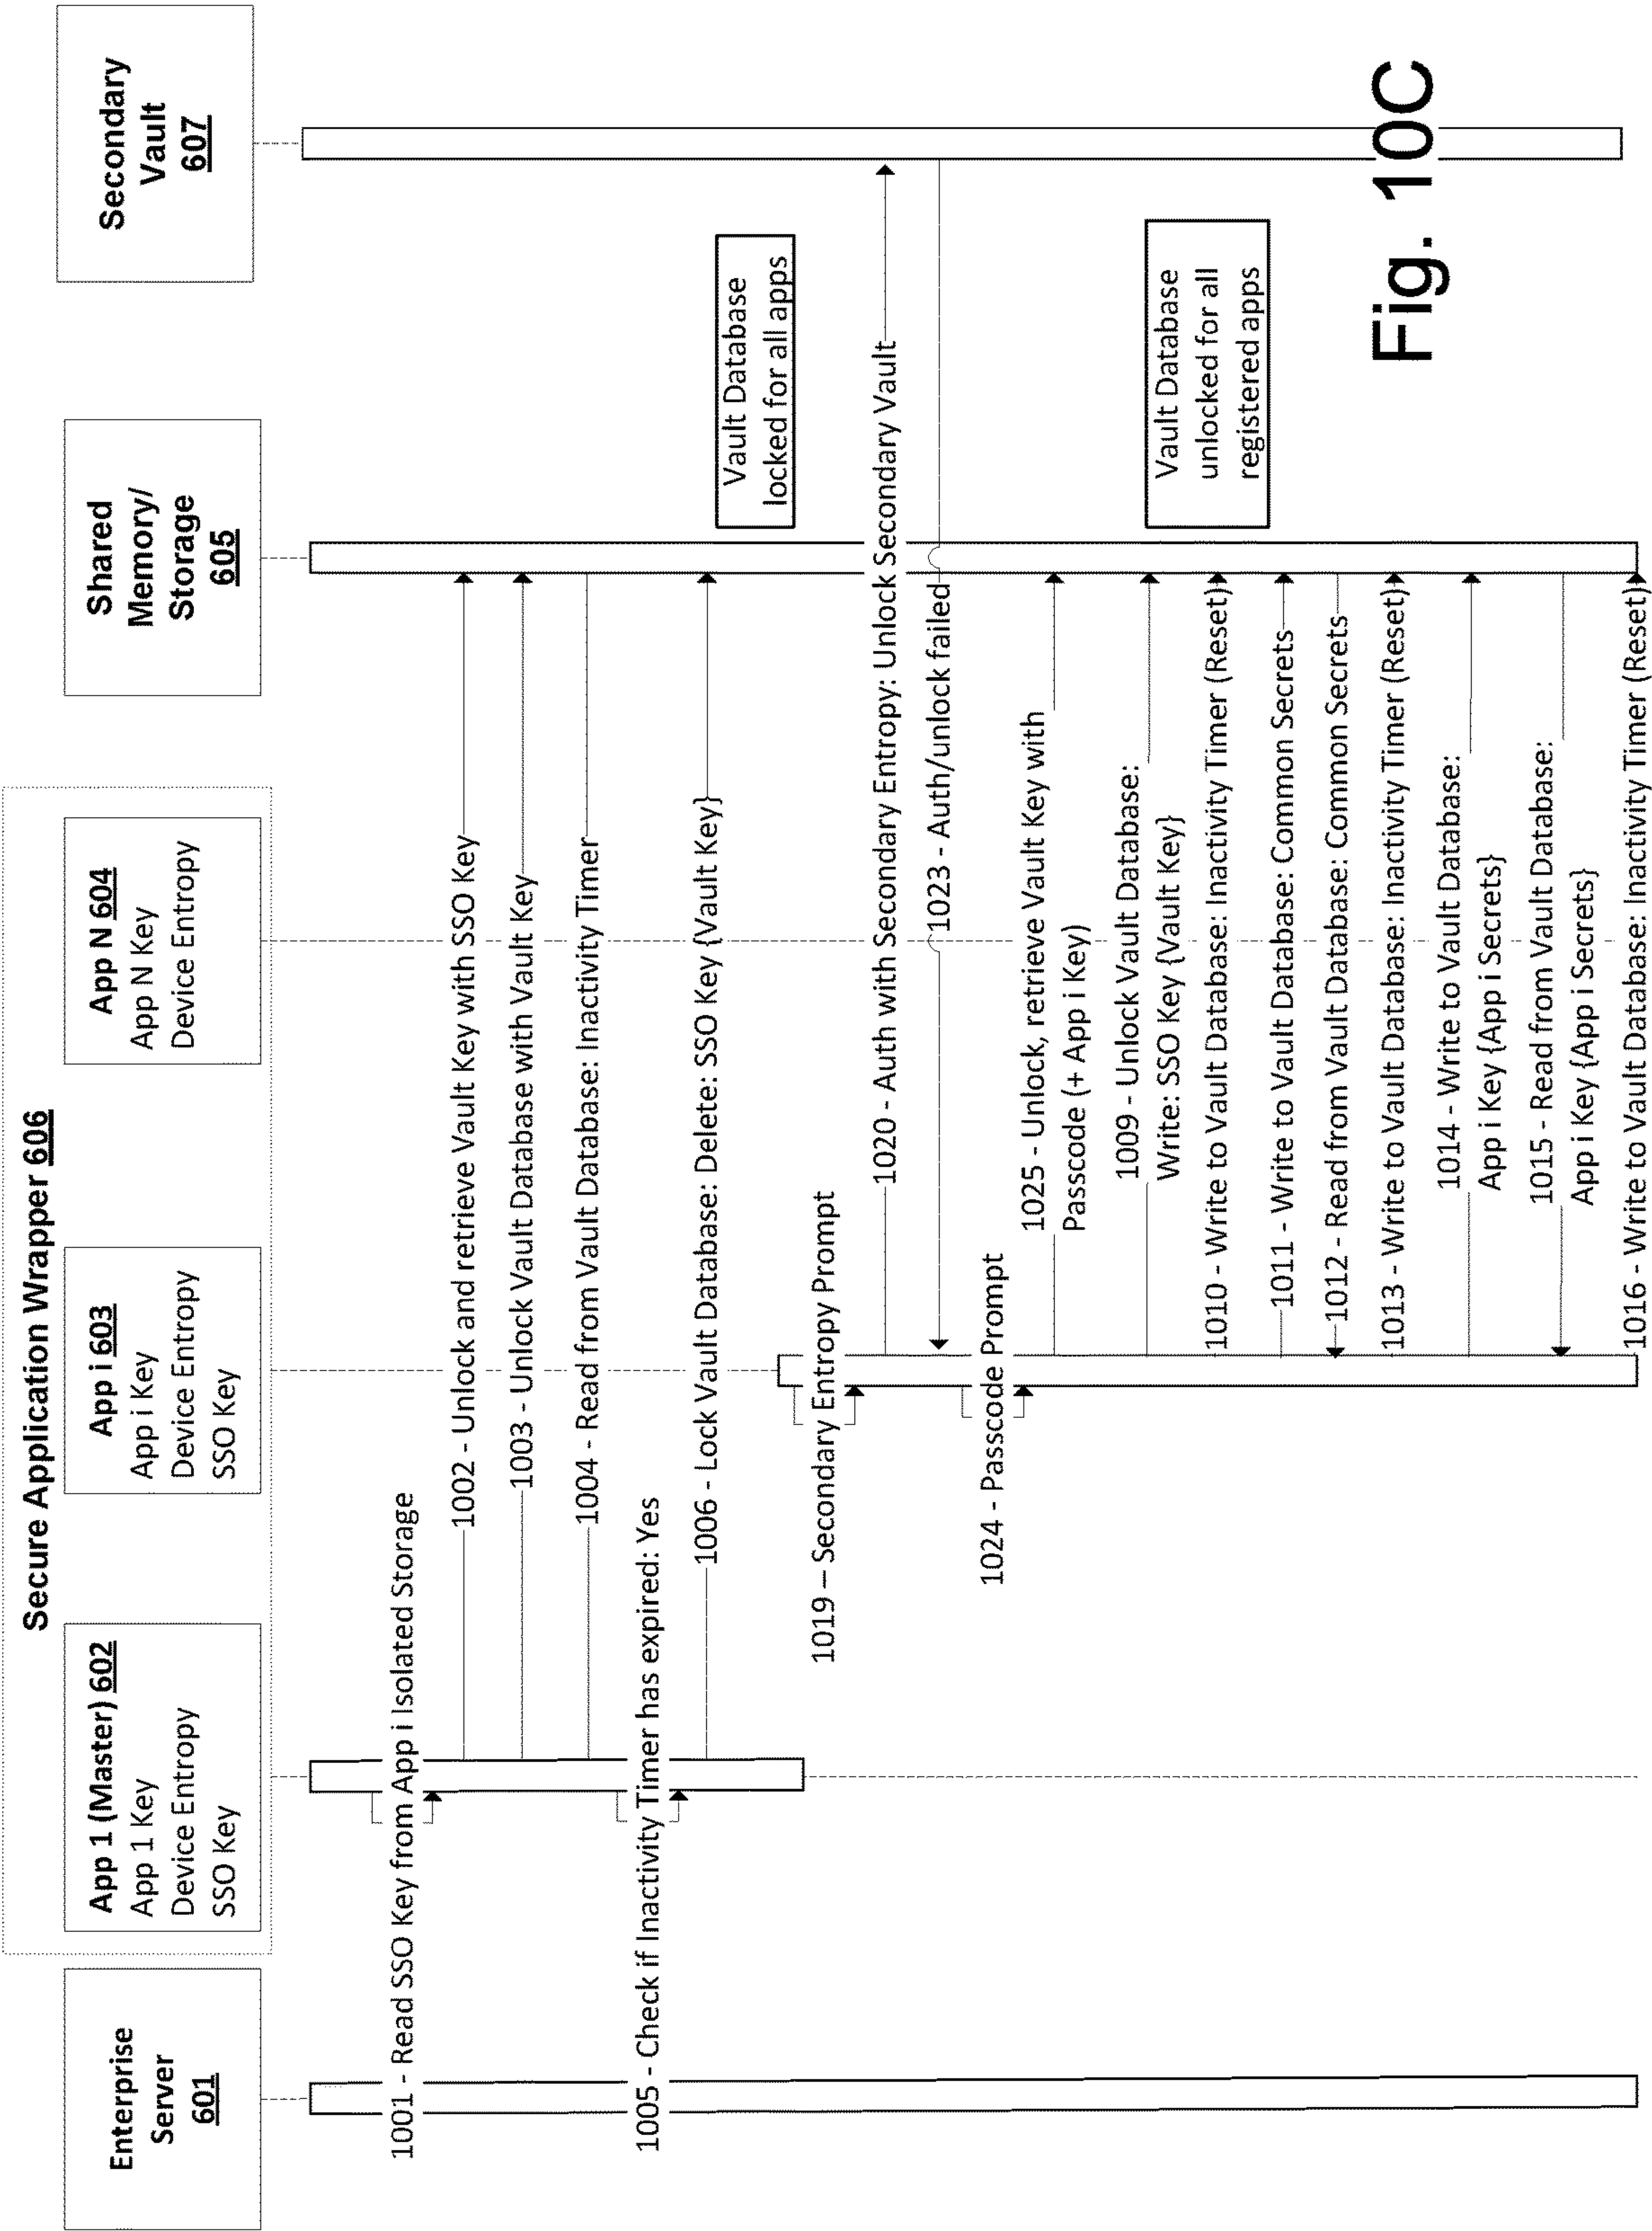 Secure Application Wrapper 606
Enterprise
Server
601
App 1 (Master) 602
App 1 Key
Device Entropy
SSO Key
App i 603
App i Key
Device Entropy
SSO Key
App N 604
App N Key
Device Entropy
Shared
Memory/
Storage
605
Secondary
Vault
607
1001 - Read SSO Key from App i Isolated Storage
1002 - Unlock and retrieve Vault Key with SSO Key
1003 - Unlock Vault Database with Vault Key
1004 - Read from Vault Database: Inactivity Timer
1005 - Check if Inactivity Timer has expired: Yes
1006 - Lock Vault Database: Delete: SSO Key {Vault Key}
Vault Database
locked for all apps
1019 – Secondary Entropy Prompt
1020 - Auth with Secondary Entropy: Unlock Secondary Vault
1023 - Auth/unlock failed
1024 - Passcode Prompt
1025 - Unlock, retrieve Vault Key with
Passcode (+ App i Key)
1009 - Unlock Vault Database:
Write: SSO Key {Vault Key}
Vault Database
unlocked for all
registered apps
1010 - Write to Vault Database: Inactivity Timer (Reset)
1011 - Write to Vault Database: Common Secrets
1012 - Read from Vault Database: Common Secrets
1013 - Write to Vault Database: Inactivity Timer (Reset)
1014 - Write to Vault Database:
App i Key {App i Secrets}
1015 - Read from Vault Database:
App i Key {App i Secrets}
1016 - Write to Vault Database: Inactivity Timer (Reset)
Fig. 10C